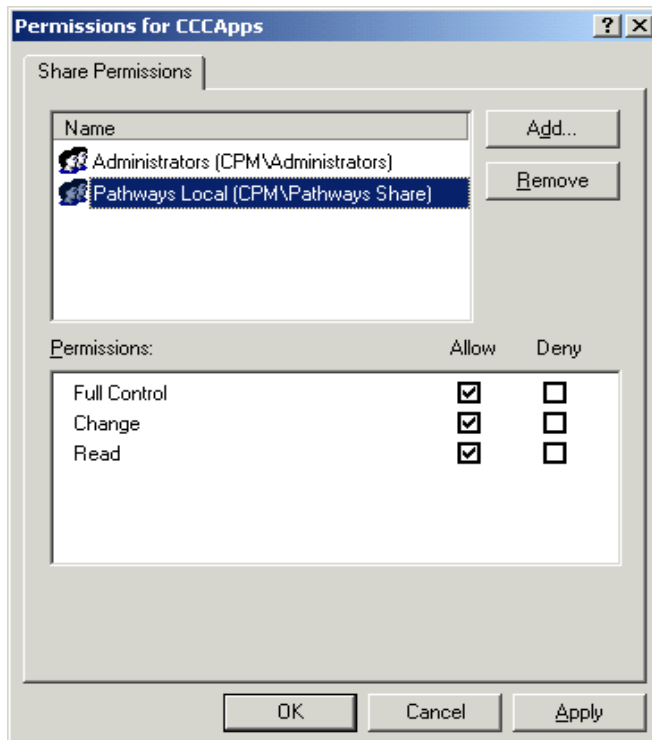 Permissions for CCCApps
Share Permissions
Name
Add...
Administrators (CPM\Administrators)
Pathways Local (CPM\Pathways Share)
Remove
Permissions: Allow Deny
Full Control
Change
Read
OK Cancel Apply